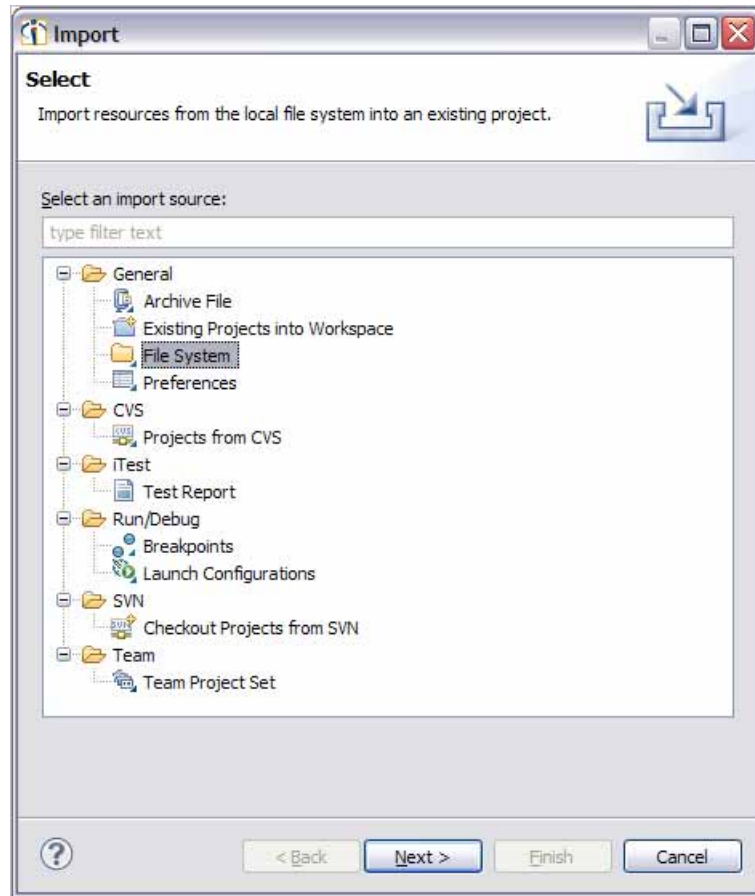 Import
Select
Import resources from the local file system into an existing project.
Select an import source:
type filter text
General
Archive File
Existing Projects into Workspace
File System
Preferences
CVS
Projects from CVS
iTest
Test Report
Run/Debug
Breakpoints
Launch Configurations
SVN
Checkout Projects from SVN
Team
Team Project Set
? < Back Next > Finish Cancel